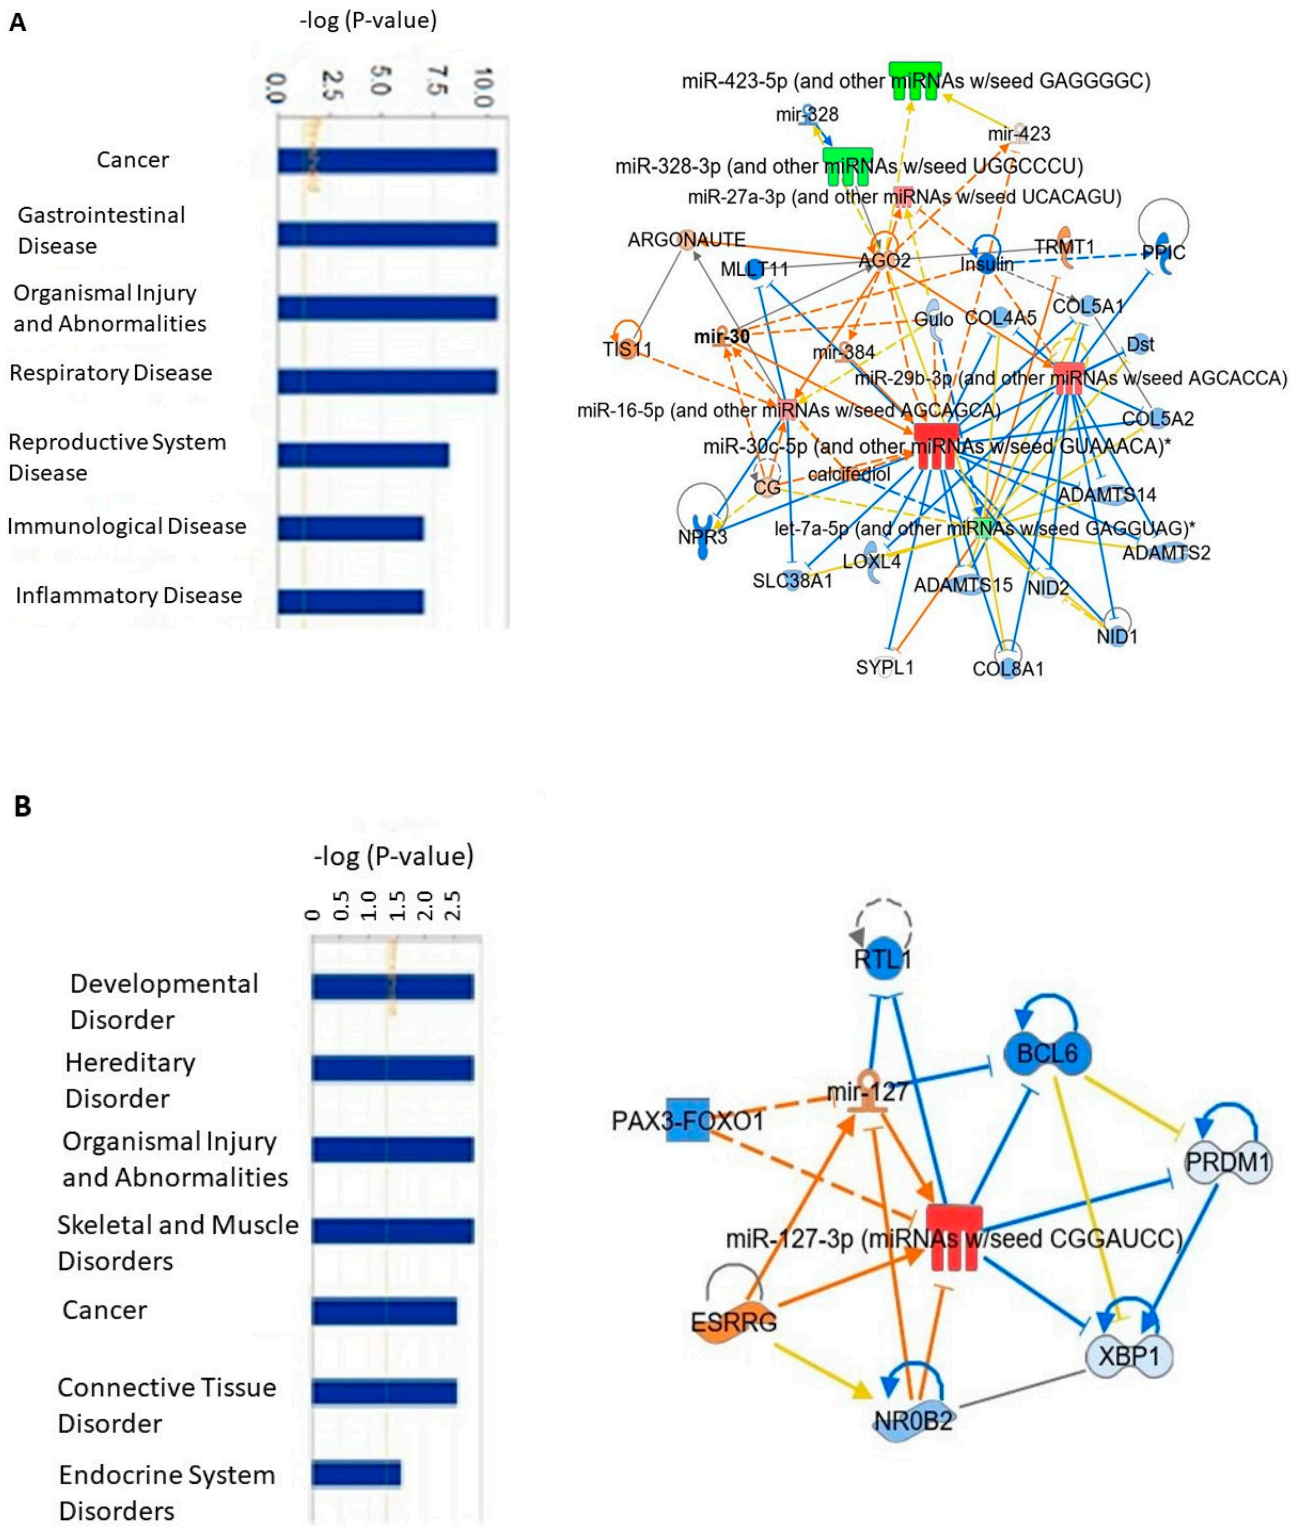 A
-log (P-value)
0.0
2.5
5.0
7.5
10.0
Cancer
Gastrointestinal
Disease
Organismal Injury
and Abnormalities
Respiratory Disease
Reproductive System
Disease
Immunological Disease
Inflammatory Disease
miR-423-5p (and other miRNAs w/seed GAGGGGC)
mir-328
mir-423
miR-328-3p (and other miRNAs w/seed UGGCCCU)
miR-27a-3p (and other miRNAs w/seed UCACAGU)
ARGONAUTE
MLLT11
AGO2
Insulin
TRMT1
PPIC
Gulo
COL4A5
COL5A1
TIS11
mir-30
mir-384
Dst
miR-29b-3p (and other miRNAs w/seed AGCACCA)
miR-16-5p (and other miRNAs w/seed AGCAGCA)
COL5A2
miR-30c-5p (and other miRNAs w/seed GUAAACA)*
CG
calcifediol
ADAMTS14
NPR3
let-7a-5p (and other miRNAs w/seed GAGGUAG)*
ADAMTS2
SLC38A1
LOXL4
ADAMTS15
NID2
NID1
SYPL1
COL8A1
B
-log (P-value)
0
0.5
1.0
1.5
2.0
2.5
Developmental
Disorder
Hereditary
Disorder
Organismal Injury
and Abnormalities
Skeletal and Muscle
Disorders
Cancer
Connective Tissue
Disorder
Endocrine System
Disorders
RTL1
BCL6
mir-127
PAX3-FOXO1
PRDM1
miR-127-3p (miRNAs w/seed CGGAUCC)
ESRRG
XBP1
NR0B2